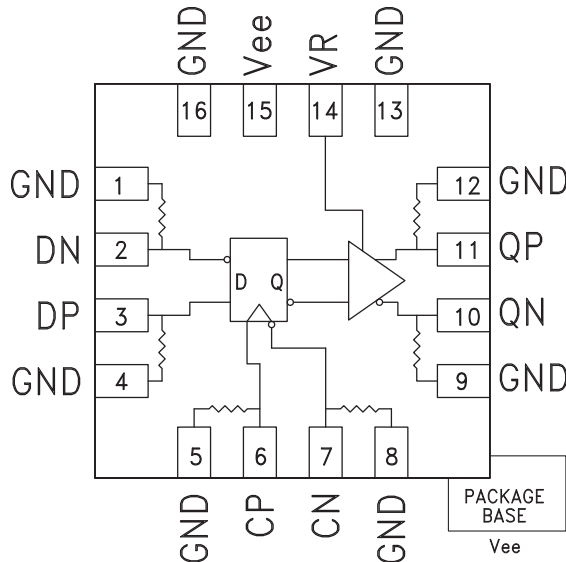 GND
Vee
VR
GND
16
15
14
13
GND 1
12 GND
DN 2
11 QP
D Q
DP 3
10 QN
GND 4
9 GND
5
6
7
8
GND
CP
CN
GND
PACKAGE
BASE
Vee